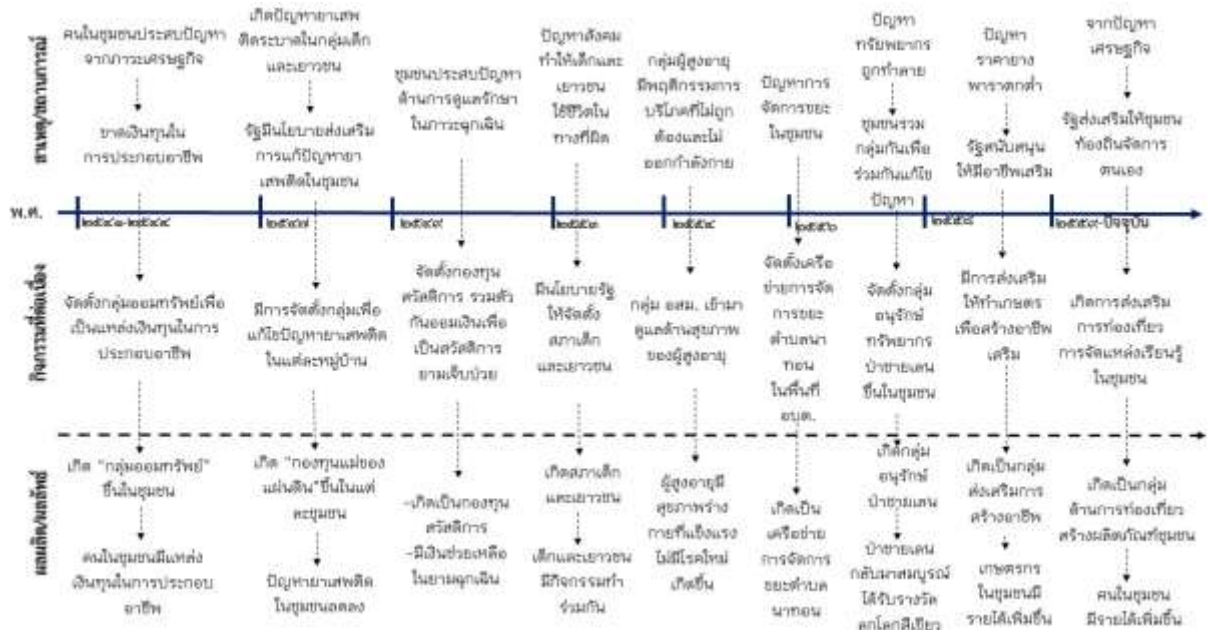 สาเหตุ/สถานการณ์
คนในชุมชนประสบปัญหา
จากภาวะเศรษฐกิจ
ขาดเงินทุนใน
การประกอบอาชีพ
เกิดปัญหายาเสพ
ติดระบาดในกลุ่มเด็ก
และเยาวชน
รัฐมีนโยบายส่งเสริม
การแก้ปัญหายา
เสพติดในชุมชน
ชุมชนประสบปัญหา
ด้านการดูแลรักษา
ในภาวะฉุกเฉิน
ปัญหาสังคม
ทำให้เด็กและ
เยาวชน
ใช้ชีวิตใน
ทางที่ผิด
กลุ่มผู้สูงอายุ
มีพฤติกรรมการ
บริโภคที่ไม่ถูก
ต้องและไม่
ออกกำลังกาย
ปัญหาการ
จัดการขยะ
ในชุมชน
ปัญหา
ทรัพยากร
ถูกทำลาย
ชุมชนรวม
กลุ่มกันเพื่อ
ร่วมกันแก้ไข
ปัญหา
ปัญหา
ราคายาง
พาราตกต่ำ
รัฐสนับสนุน
ให้มีอาชีพเสริม
จากปัญหา
เศรษฐกิจ
รัฐส่งเสริมให้ชุมชน
ท้องถิ่นจัดการ
ตนเอง
พ.ศ.
๒๕๔๑-๒๕๔๔
๒๕๔๗
๒๕๔๙
๒๕๕๓
๒๕๕๔
๒๕๕๖
๒๕๕๘
๒๕๕๙-ปัจจุบัน
กิจกรรมที่ต่อเนื่อง
จัดตั้งกลุ่มออมทรัพย์เพื่อ
เป็นแหล่งเงินทุนในการ
ประกอบอาชีพ
มีการจัดตั้งกลุ่มเพื่อ
แก้ไขปัญหายาเสพติด
ในแต่ละหมู่บ้าน
จัดตั้งกองทุน
สวัสดิการ รวมตัว
กันออมเงินเพื่อ
เป็นสวัสดิการ
ยามเจ็บป่วย
มีนโยบายรัฐ
ให้จัดตั้ง
สภาเด็ก
และเยาวชน
กลุ่ม อสม. เข้ามา
ดูแลด้านสุขภาพ
ของผู้สูงอายุ
จัดตั้งเครือ
ข่ายการจัด
การขยะ
ตำบลนา
ทอน
ในพื้นที่
อบต.
จัดตั้งกลุ่ม
อนุรักษ์
ทรัพยากร
ป่าชายเลน
ขึ้นในชุมชน
มีการส่งเสริม
ให้ทำเกษตร
เพื่อสร้างอาชีพ
เสริม
เกิดการส่งเสริม
การท่องเที่ยว
การจัดแหล่งเรียนรู้
ในชุมชน
ผลผลิต/ผลลัพธ์
เกิด "กลุ่มออมทรัพย์"
ขึ้นในชุมชน
คนในชุมชนมีแหล่ง
เงินทุนในการประกอบ
อาชีพ
เกิด "กองทุนแม่ของ
แผ่นดิน"ขึ้นในแต่
ละชุมชน
ปัญหายาเสพติด
ในชุมชนลดลง
-เกิดเป็นกองทุน
สวัสดิการ
-มีเงินช่วยเหลือ
ในยามฉุกเฉิน
เกิดสภาเด็ก
และเยาวชน
เด็กและเยาวชน
มีกิจกรรมทำ
ร่วมกัน
ผู้สูงอายุมี
สุขภาพร่าง
กายที่แข็งแรง
ไม่มีโรคใหม่
เกิดขึ้น
เกิดเป็น
เครือข่าย
การจัดการ
ขยะตำบล
นาทอน
เกิดกลุ่ม
อนุรักษ์
ป่าชายเลน
ป่าชายเลน
กลับมาสมบูรณ์
ได้รับรางวัล
ลูกโลกสีเขียว
เกิดเป็นกลุ่ม
ส่งเสริมการ
สร้างอาชีพ
เกษตรกร
ในชุมชนมี
รายได้เพิ่มขึ้น
เกิดเป็นกลุ่ม
ด้านการท่องเที่ยว
สร้างผลิตภัณฑ์ชุมชน
คนในชุมชน
มีรายได้เพิ่มขึ้น